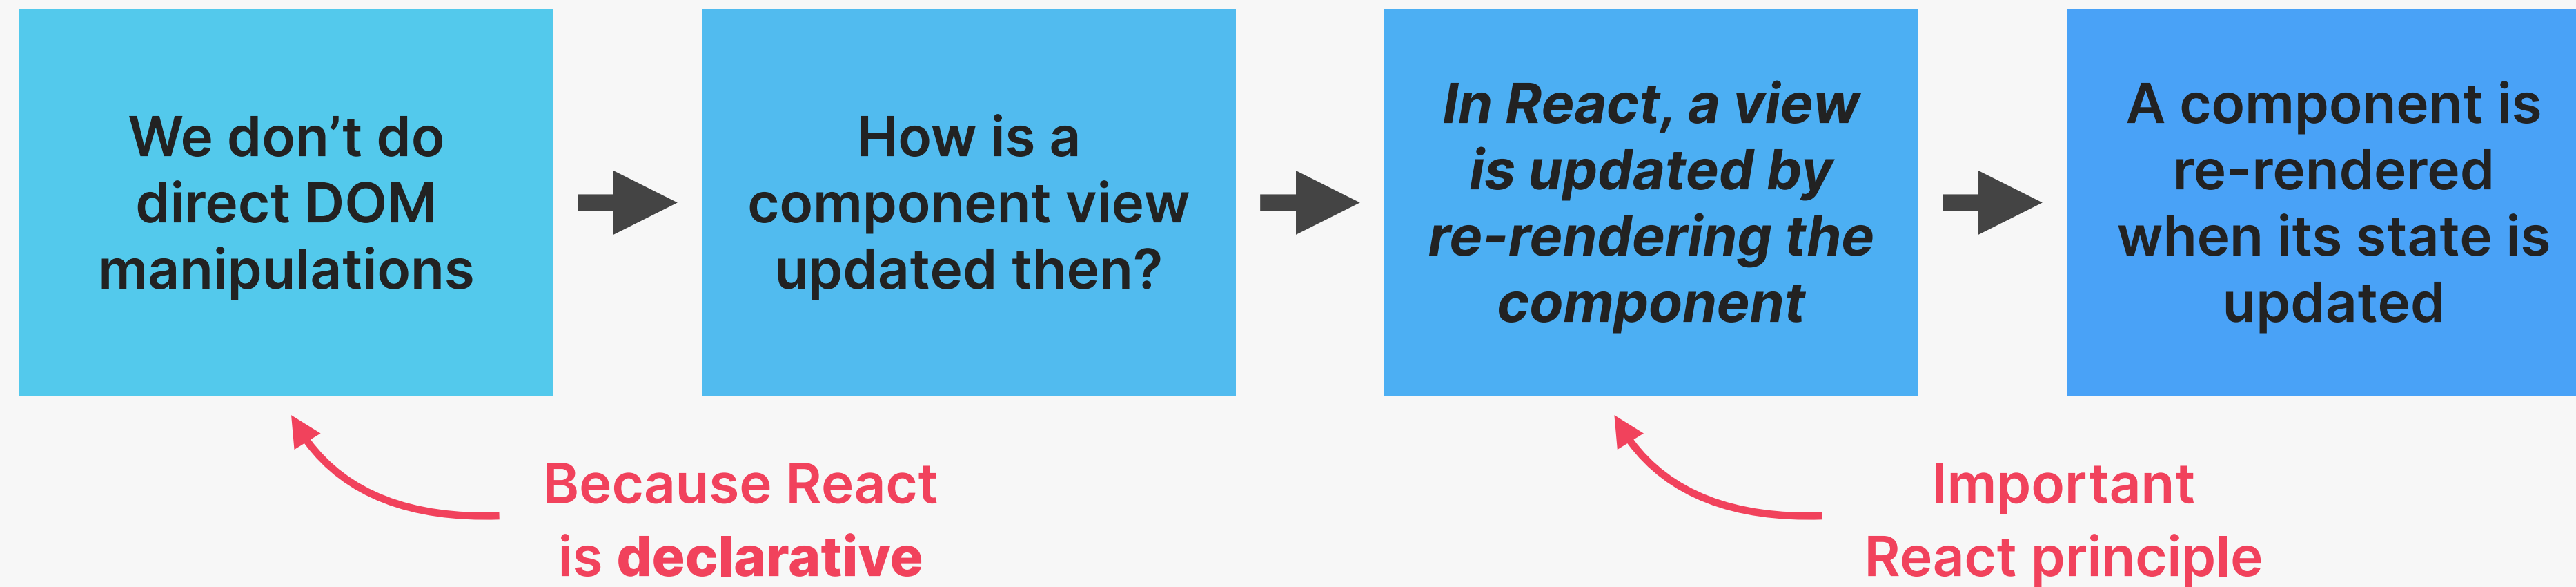 We don’t do
direct DOM
manipulations
How is a
component view
updated then?
In React, a view
is updated by
re-rendering the
component
A component is
re-rendered
when its state is
updated
Because React
is declarative
Important
React principle